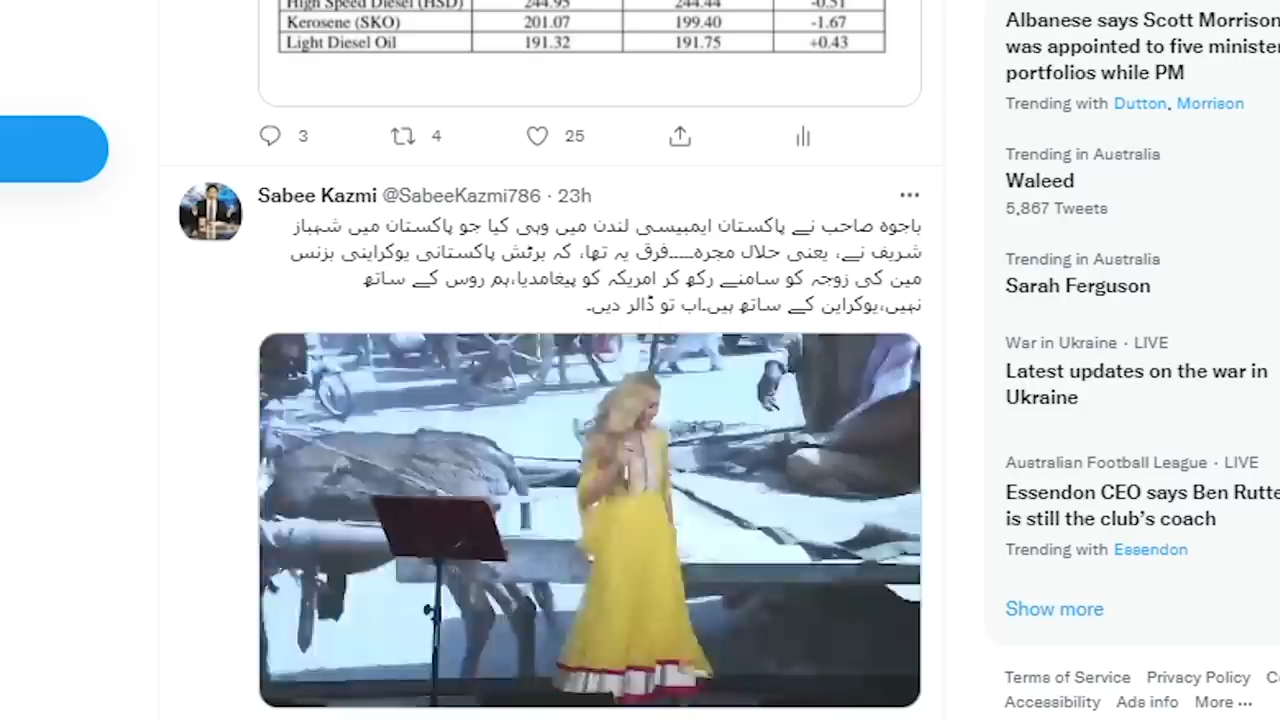 High Speed Diesel (HSD) 244.95 244.44 -0.51
Kerosene (SKO) 201.07 199.40 -1.67
Light Diesel Oil 191.32 191.75 +0.43
3 4 25
Sabee Kazmi @SabeeKazmi786 · 23h
باجوہ صاحب نے پاکستان ایمبیسی لندن میں وہی کیا جو پاکستان میں شہباز
شریف نے، یعنی حلال مجرہ۔۔۔۔فرق یہ تھا، کہ برٹش پاکستانی یوکراینی بزنس
مین کی زوجہ کو سامنے رکھ کر امریکہ کو پیغامدیا،ہم روس کے ساتھ
نہیں،یوکراین کے ساتھ ہیں۔اب تو ڈالر دیں۔
Albanese says Scott Morrison
was appointed to five minister
portfolios while PM
Trending with Dutton, Morrison
Trending in Australia
Waleed
5,867 Tweets
Trending in Australia
Sarah Ferguson
War in Ukraine · LIVE
Latest updates on the war in
Ukraine
Australian Football League · LIVE
Essendon CEO says Ben Rutte
is still the club's coach
Trending with Essendon
Show more
Terms of Service Privacy Policy C
Accessibility Ads info More ···